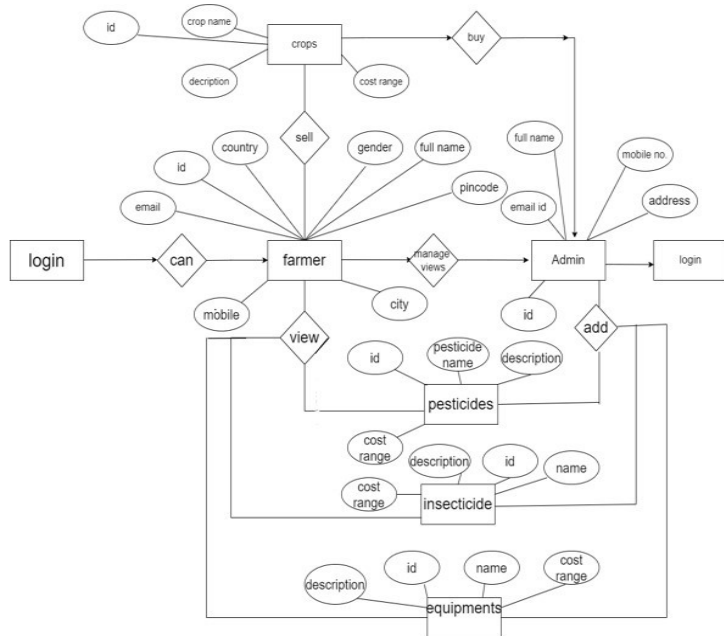 crop name
id
crops
buy
decription
cost range
sell
full name
country
gender
full name
mobile no.
id
pincode
email
email id
address
login
can
farmer
manage
views
Admin
login
mobile
city
id
view
add
pesticide
name
id
description
pesticides
cost
range
description
id
name
cost
range
insecticide
id
name
cost
range
description
equipments